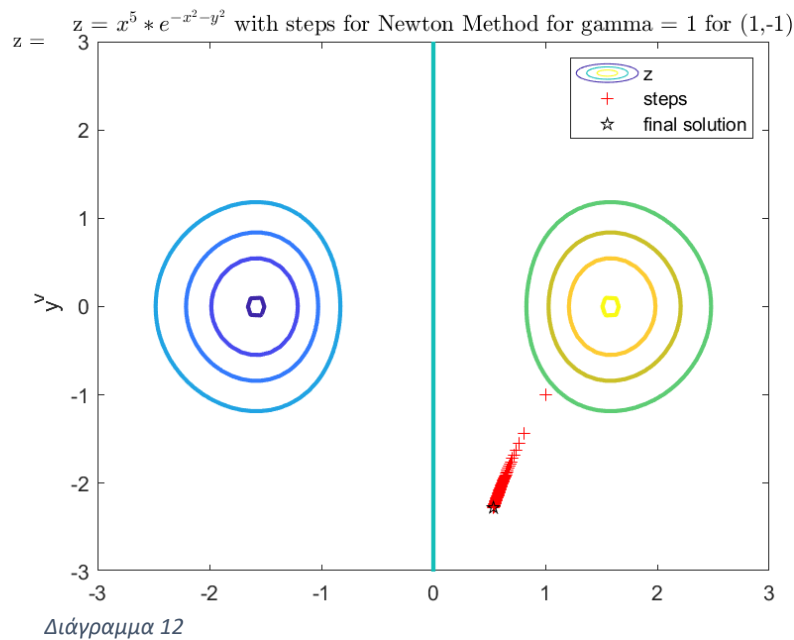 z = x^5 * e^{-x^2-y^2} with steps for Newton Method for gamma = 1 for (1,-1)
z =
3
2
1
0
-1
-2
-3
y
-3 -2 -1 0 1 2 3
z
steps
final solution
Διάγραμμα 12